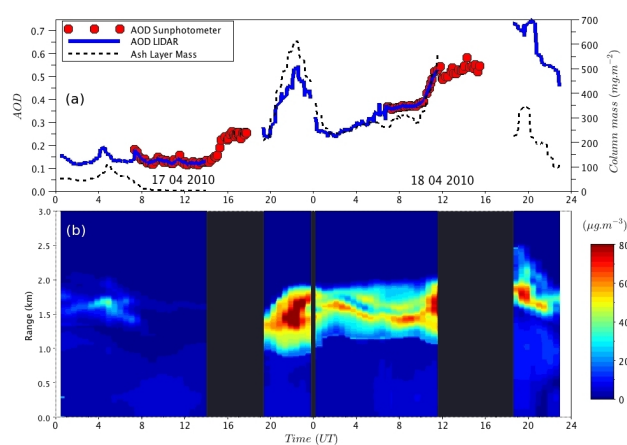 AOD Sunphotometer
AOD LIDAR
Ash Layer Mass
(a)
AOD
0.7
0.6
0.5
0.4
0.3
0.2
0.1
0.0
700
600
500
400
300
200
100
0
Column mass (mg.m⁻²)
17 04 2010
18 04 2010
0 4 8 12 16 20 0 4 8 12 16 20 24
(b)
Range (km)
3.0
2.5
2.0
1.5
1.0
0.5
0.0
0 4 8 12 16 20 0 4 8 12 16 20 24
Time (UT)
(μg.m⁻³)
80
60
40
20
0